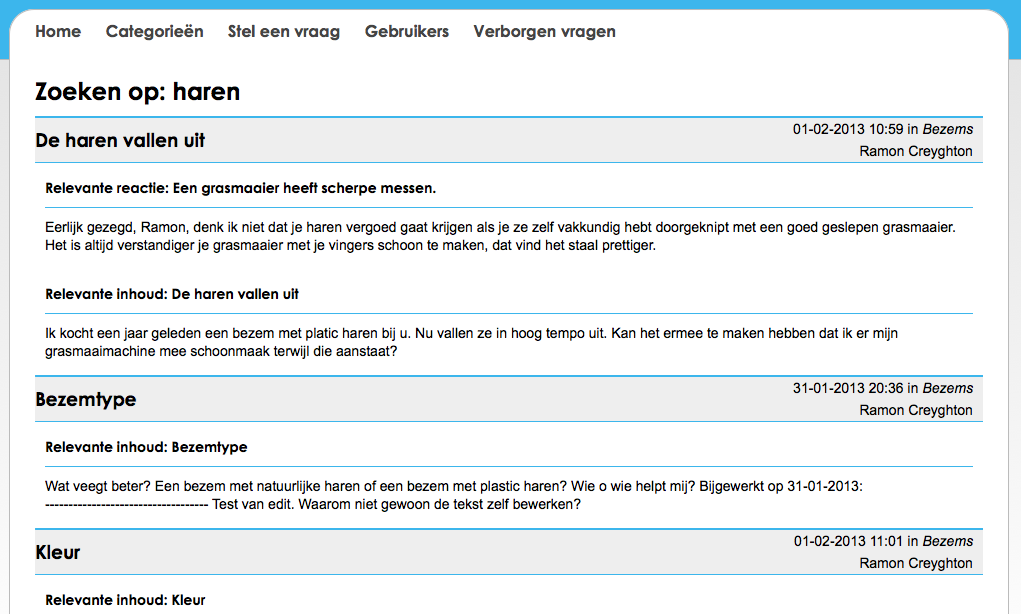 Home Categorieën Stel een vraag Gebruikers Verborgen vragen
Zoeken op: haren
De haren vallen uit
01-02-2013 10:59 in Bezems
Ramon Creyghton
Relevante reactie: Een grasmaaier heeft scherpe messen.
Eerlijk gezegd, Ramon, denk ik niet dat je haren vergoed gaat krijgen als je ze zelf vakkundig hebt doorgeknipt met een goed geslepen grasmaaier.
Het is altijd verstandiger je grasmaaier met je vingers schoon te maken, dat vind het staal prettiger.
Relevante inhoud: De haren vallen uit
Ik kocht een jaar geleden een bezem met platic haren bij u. Nu vallen ze in hoog tempo uit. Kan het ermee te maken hebben dat ik er mijn
grasmaaimachine mee schoonmaak terwijl die aanstaat?
Bezemtype
31-01-2013 20:36 in Bezems
Ramon Creyghton
Relevante inhoud: Bezemtype
Wat veegt beter? Een bezem met natuurlijke haren of een bezem met plastic haren? Wie o wie helpt mij? Bijgewerkt op 31-01-2013:
----------------------------------- Test van edit. Waarom niet gewoon de tekst zelf bewerken?
Kleur
01-02-2013 11:01 in Bezems
Ramon Creyghton
Relevante inhoud: Kleur